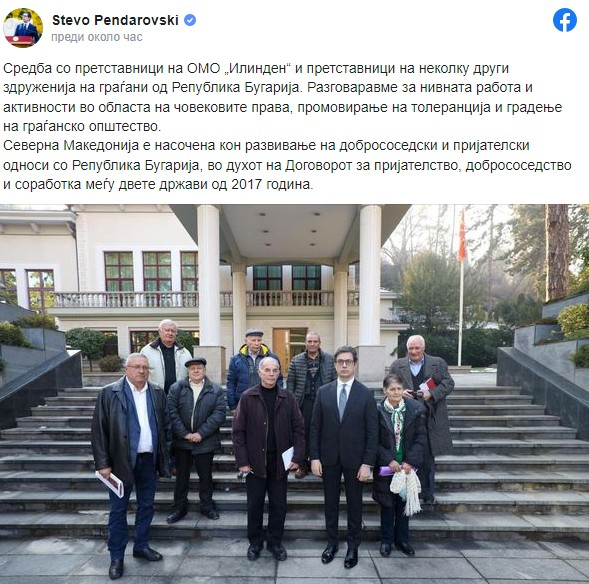 Stevo Pendarovski
преди около час
Средба со претставници на ОМО „Илинден“ и претставници на неколку други
здруженија на граѓани од Република Бугарија. Разговаравме за нивната работа и
активности во областа на човековите права, промовирање на толеранција и градење
на граѓанско општество.
Северна Македонија е насочена кон развивање на добрососедски и пријателски
односи со Република Бугарија, во духот на Договорот за пријателство, добрососедство
и соработка меѓу двете држави од 2017 година.